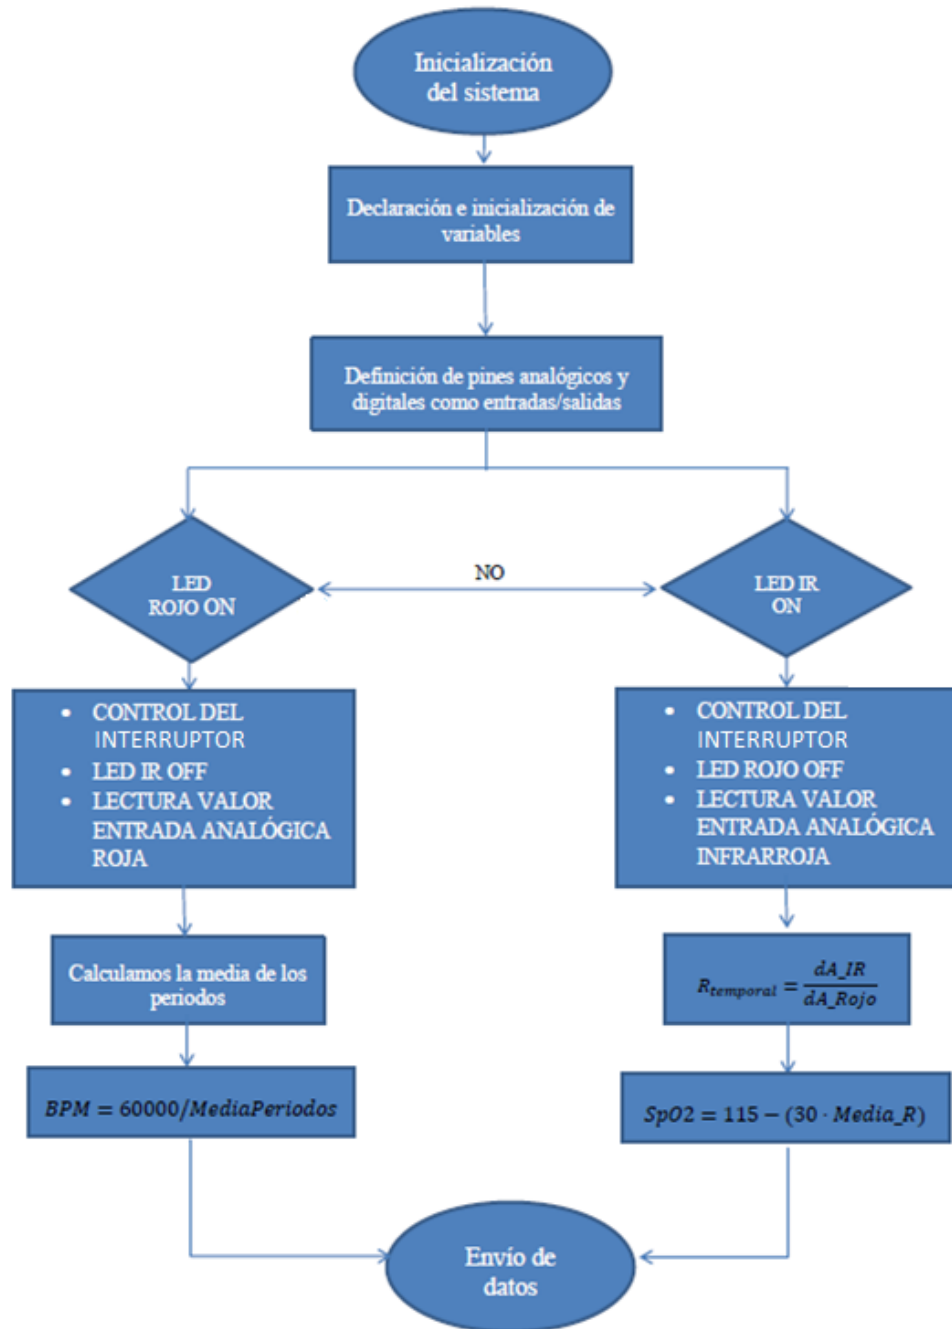 Inicialización
del sistema
Declaración e inicialización de
variables
Definición de pines analógicos y
digitales como entradas/salidas
LED
ROJO ON
NO
LED IR
ON
• CONTROL DEL
INTERRUPTOR
• LED IR OFF
• LECTURA VALOR
ENTRADA ANALÓGICA
ROJA
• CONTROL DEL
INTERRUPTOR
• LED ROJO OFF
• LECTURA VALOR
ENTRADA ANALÓGICA
INFRARROJA
Calculamos la media de los
periodos
R_temporal = dA_IR / dA_Rojo
BPM = 60000/MediaPeriodos
SpO2 = 115 − (30 · Media_R)
Envío de
datos